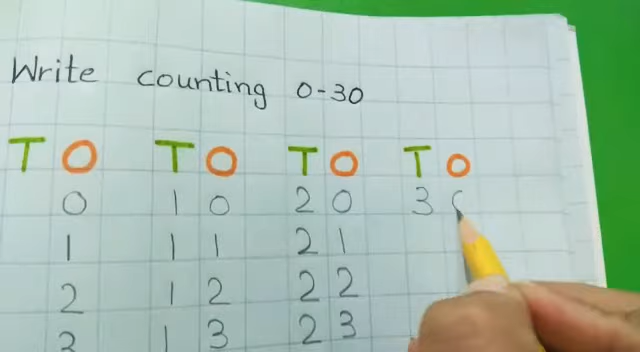 Write counting 0-30
T O T O T O T O
0 1 0 2 0 3
1 1 1 2 1
2 1 2 2 2
3 1 3 2 3